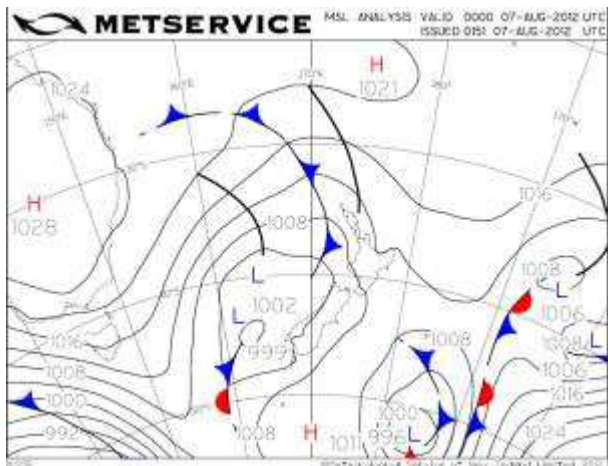 METSERVICE
MSL ANALYSIS VALID 0000 07-AUG-2012 UTC
ISSUED 0151 07-AUG-2012 UTC
H
1021
1024
170°E
H
1028
1016
1008
L
1002
L
999
1008
L
1006
L
1008
1006
1016
1008
1000
992
1016
1008
1000
996
L
1024
1008
H
1011